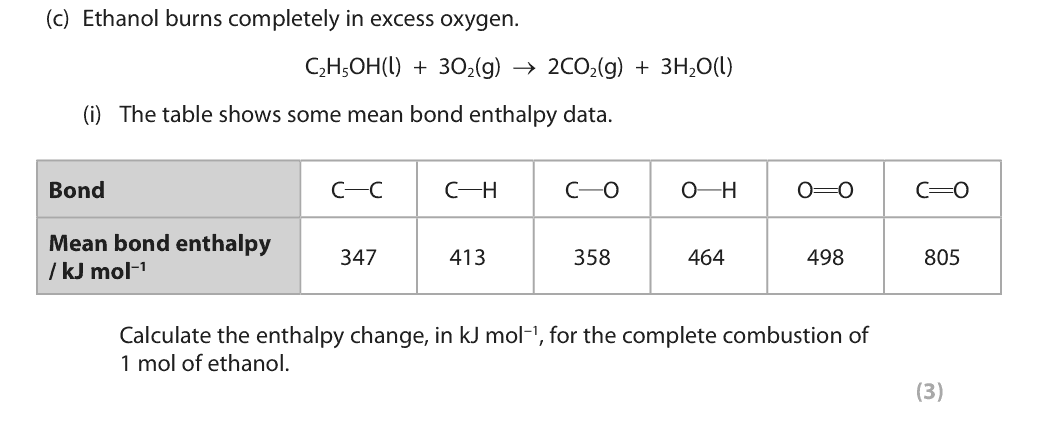 (c) Ethanol burns completely in excess oxygen.
C₂H₅OH(l) + 3O₂(g) → 2CO₂(g) + 3H₂O(l)
(i) The table shows some mean bond enthalpy data.
Bond C—C C—H C—O O—H O=O C=O
Mean bond enthalpy
/ kJ mol⁻¹ 347 413 358 464 498 805
Calculate the enthalpy change, in kJ mol⁻¹, for the complete combustion of
1 mol of ethanol.
(3)